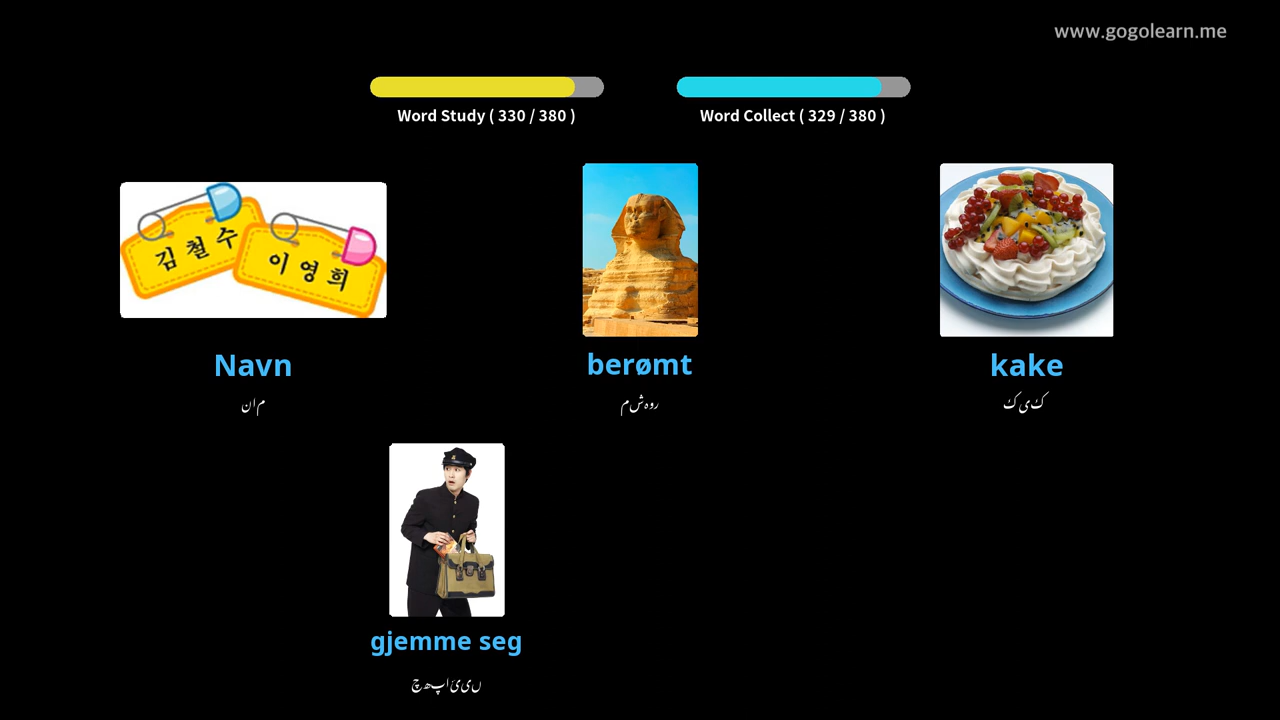 www.gogolearn.me
Word Study ( 330 / 380 )
Word Collect ( 329 / 380 )
김철수
이영희
Navn
berømt
kake
نام
مشہور
کیک
gjemme seg
چھپائیں